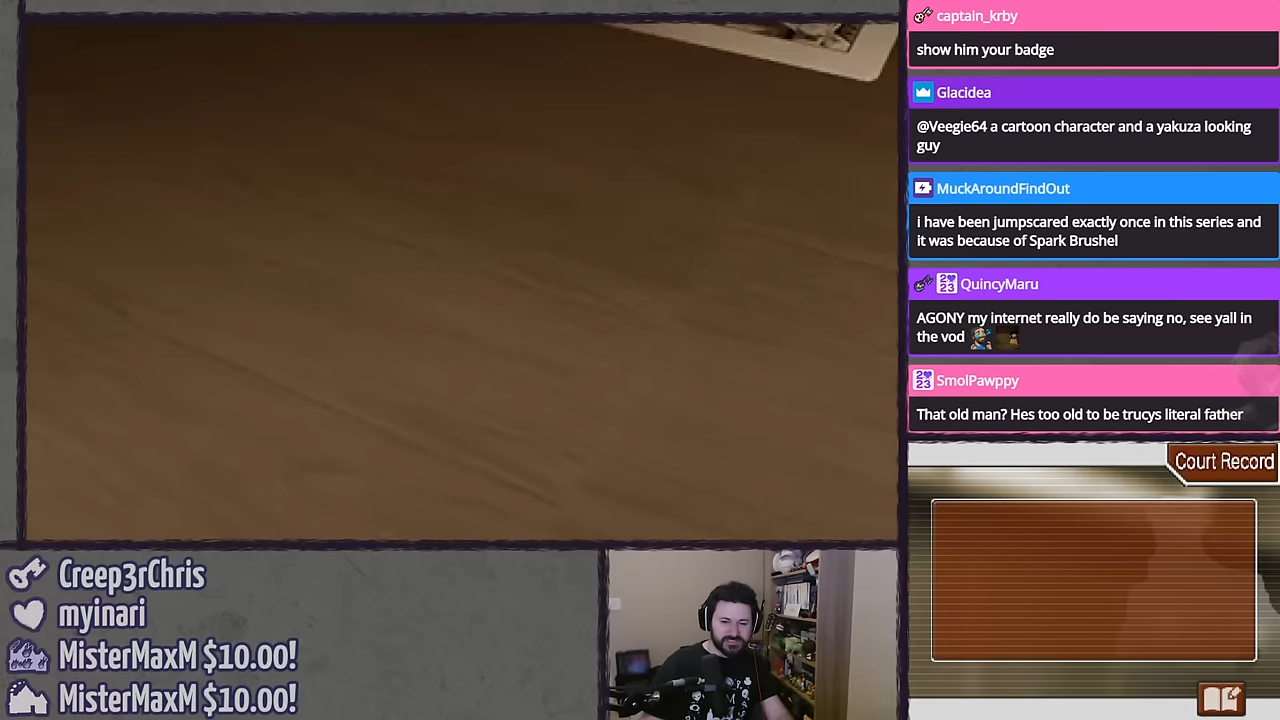 captain_krby
show him your badge
Glacidea
@Veegie64 a cartoon character and a yakuza looking
guy
MuckAroundFindOut
i have been jumpscared exactly once in this series and
it was because of Spark Brushel
QuincyMaru
AGONY my internet really do be saying no, see yall in
the vod
SmolPawppy
That old man? Hes too old to be trucys literal father
Court Record
Creep3rChris
myinari
MisterMaxM $10.00!
MisterMaxM $10.00!